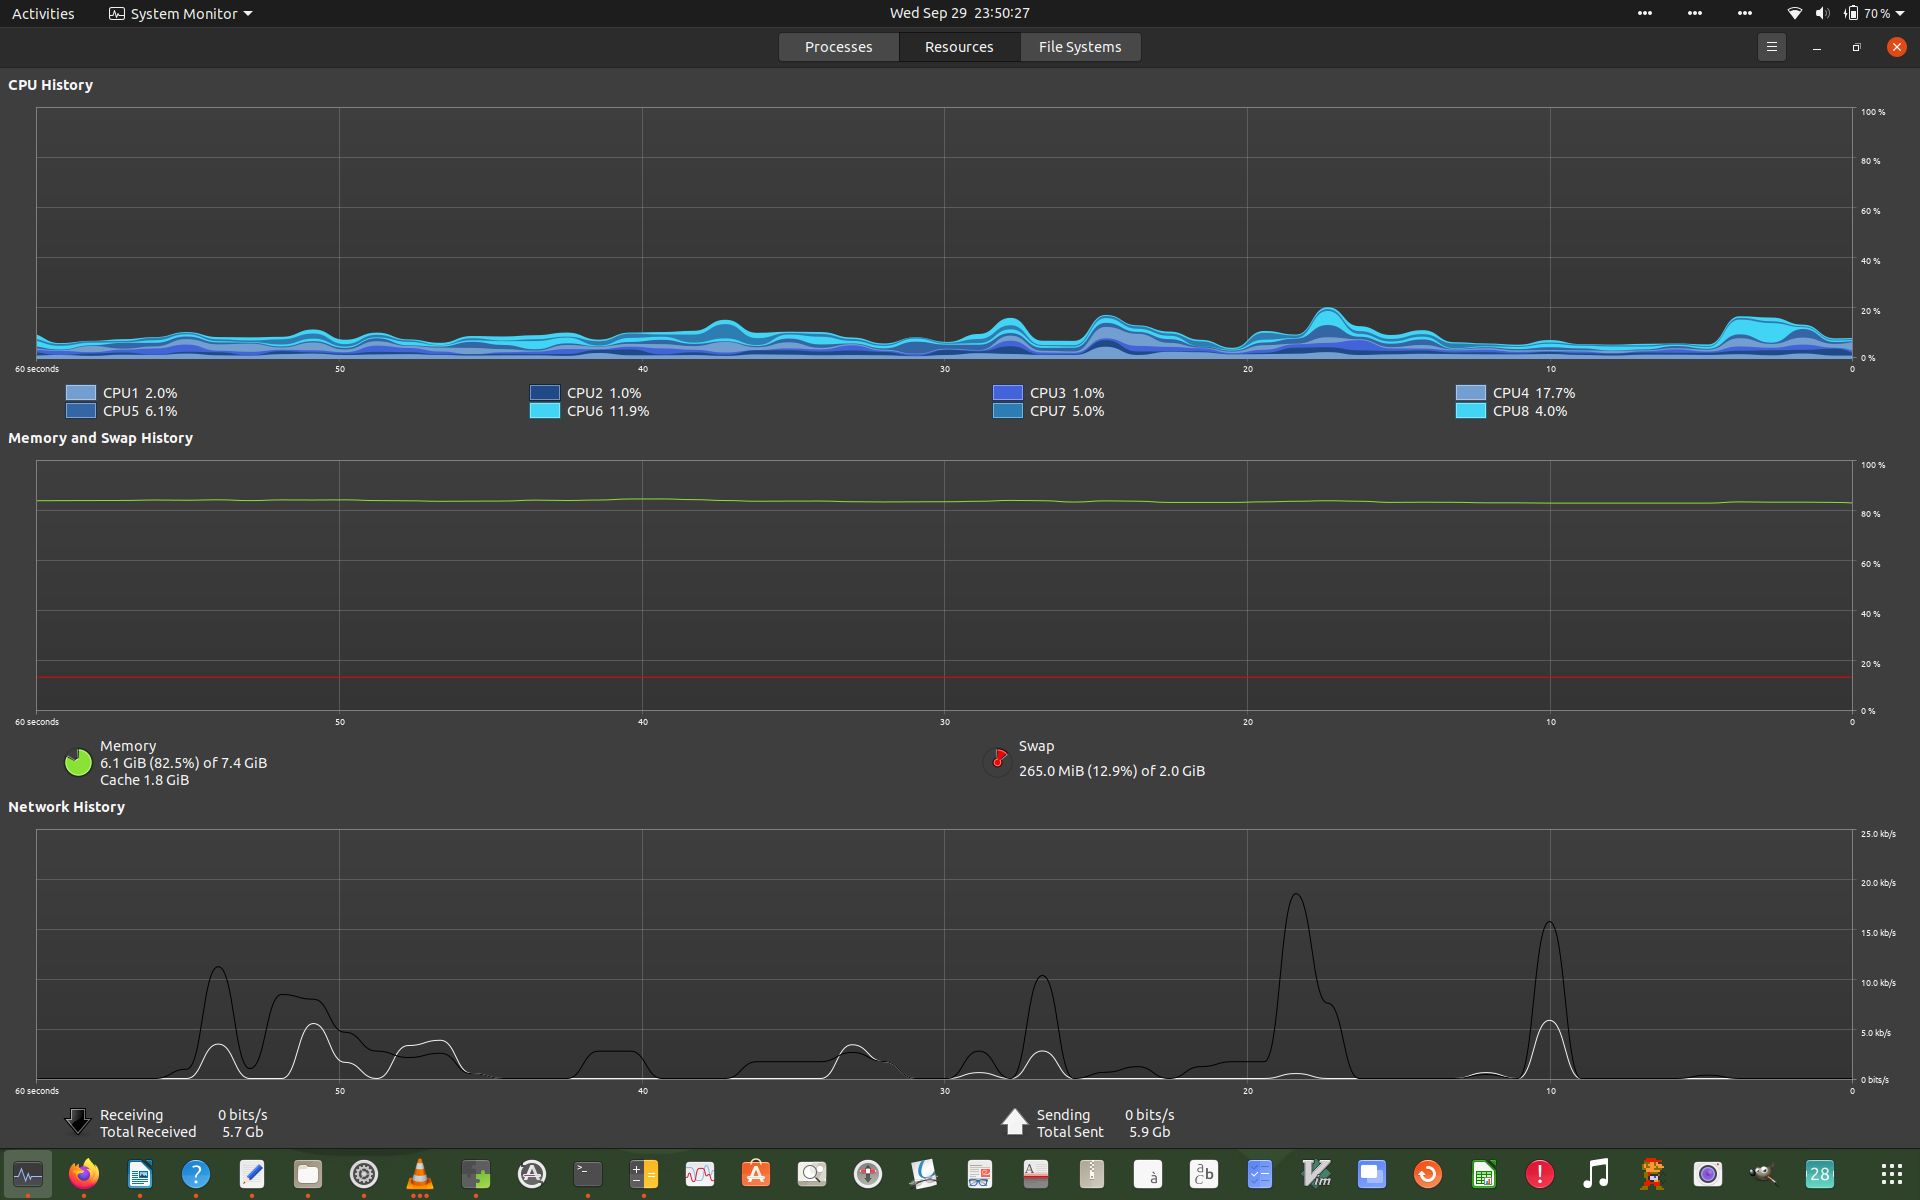 Activities System Monitor Wed Sep 29 23:50:27 70 %
Processes Resources File Systems
CPU History
100 %
80 %
60 %
40 %
20 %
0 %
60 seconds 50 40 30 20 10 0
CPU1 2.0% CPU2 1.0% CPU3 1.0% CPU4 17.7%
CPU5 6.1% CPU6 11.9% CPU7 5.0% CPU8 4.0%
Memory and Swap History
100 %
80 %
60 %
40 %
20 %
0 %
60 seconds 50 40 30 20 10 0
Memory
6.1 GiB (82.5%) of 7.4 GiB
Cache 1.8 GiB
Swap
265.0 MiB (12.9%) of 2.0 GiB
Network History
25.0 kb/s
20.0 kb/s
15.0 kb/s
10.0 kb/s
5.0 kb/s
0 bits/s
60 seconds 50 40 30 20 10 0
Receiving 0 bits/s Sending 0 bits/s
Total Received 5.7 Gb Total Sent 5.9 Gb
28